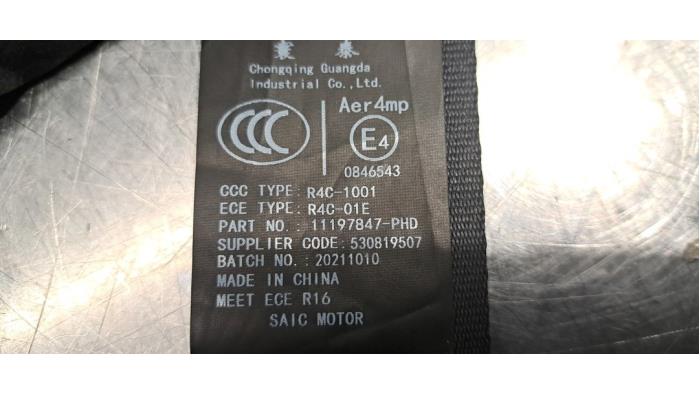 泰
Chongqing Guangda
Industrial Co.,Ltd.
CCC
Aer4mp
E4
0846543
CCC TYPE: R4C-1001
ECE TYPE: R4C-01E
PART NO. : 11197847-PHD
SUPPLIER CODE: 530819507
BATCH NO. : 20211010
MADE IN CHINA
MEET ECE R16
SAIC MOTOR